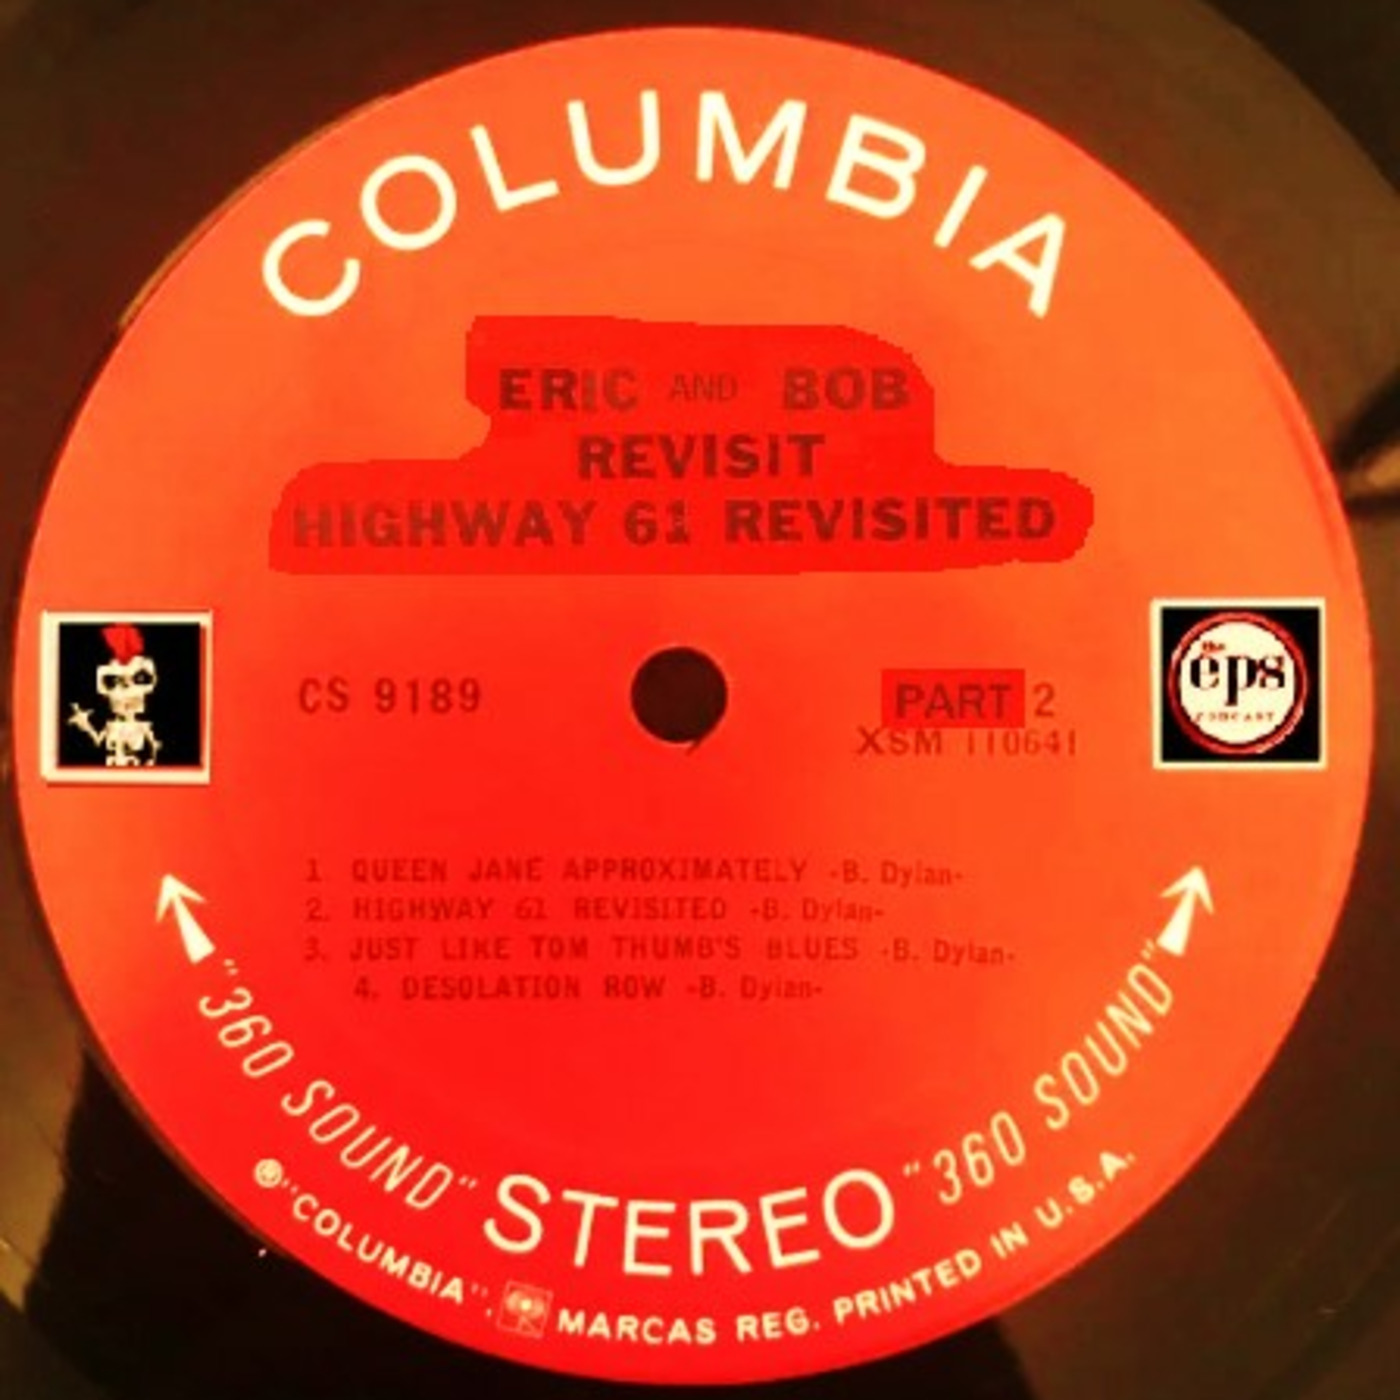 COLUMBIA
ERIC AND BOB
REVISIT
HIGHWAY 61 REVISITED
CS 9189
PART 2
XSM 110641
the
eps
PODCAST
1. QUEEN JANE APPROXIMATELY -B. Dylan-
2. HIGHWAY 61 REVISITED -B. Dylan-
3. JUST LIKE TOM THUMB'S BLUES -B. Dylan-
4. DESOLATION ROW -B. Dylan-
"360 SOUND" STEREO "360 SOUND"
® "COLUMBIA". MARCAS REG. PRINTED IN U.S.A.